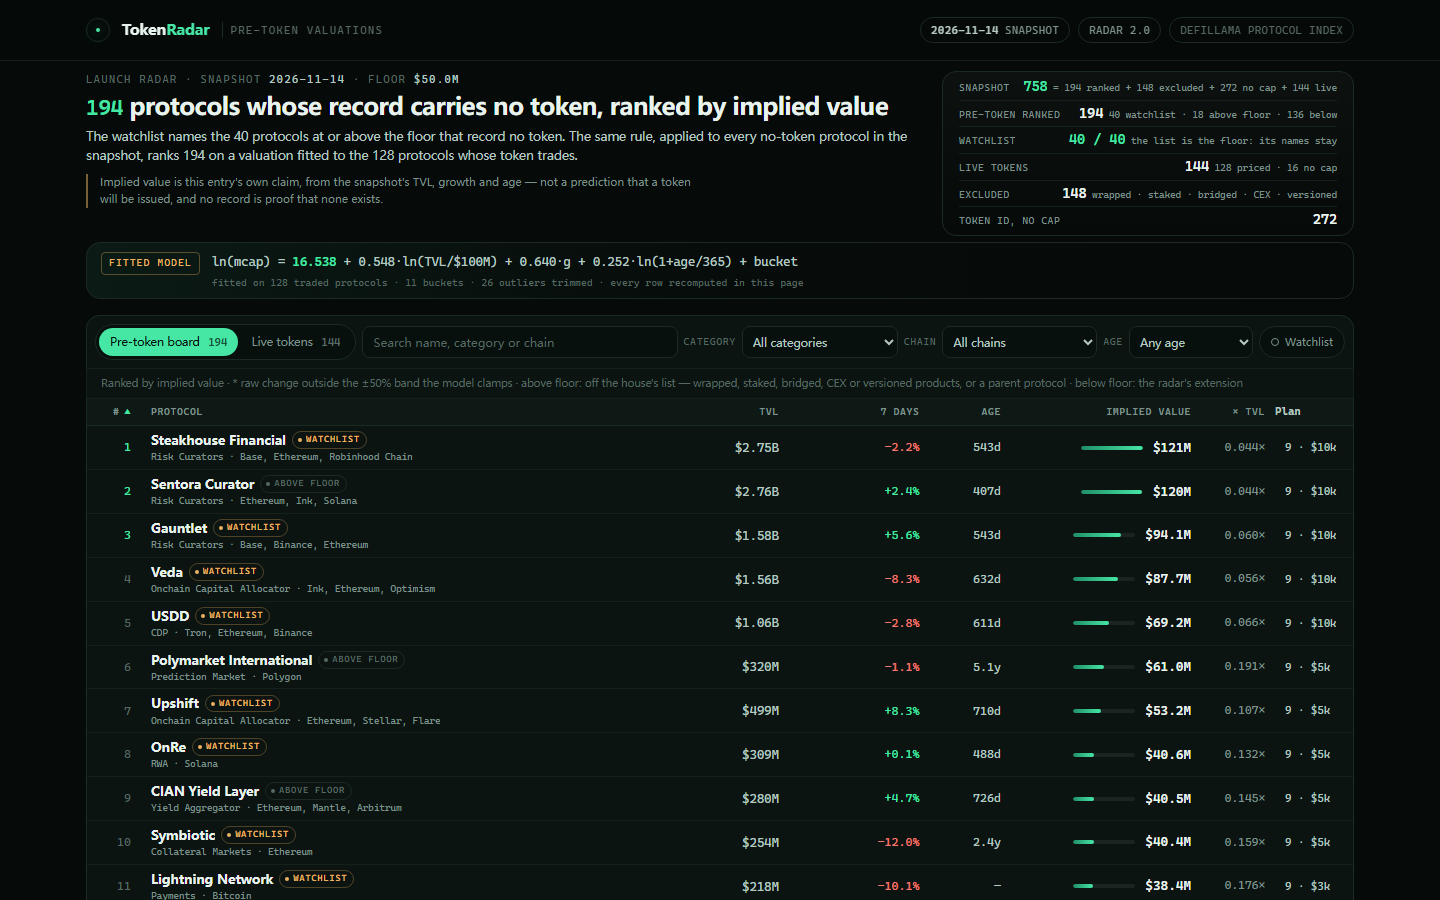 TokenRadar PRE-TOKEN VALUATIONS 2026-11-14 SNAPSHOT RADAR 2.0 DEFILLAMA PROTOCOL INDEX
LAUNCH RADAR · SNAPSHOT 2026-11-14 · FLOOR $50.0M
194 protocols whose record carries no token, ranked by implied value
The watchlist names the 40 protocols at or above the floor that record no token. The same rule, applied to every no-token protocol in the
snapshot, ranks 194 on a valuation fitted to the 128 protocols whose token trades.
Implied value is this entry's own claim, from the snapshot's TVL, growth and age — not a prediction that a token
will be issued, and no record is proof that none exists.
SNAPSHOT 758 = 194 ranked + 148 excluded + 272 no cap + 144 live
PRE-TOKEN RANKED 194 40 watchlist · 18 above floor · 136 below
WATCHLIST 40 / 40 the list is the floor: its names stay
LIVE TOKENS 144 128 priced · 16 no cap
EXCLUDED 148 wrapped · staked · bridged · CEX · versioned
TOKEN ID, NO CAP 272
FITTED MODEL ln(mcap) = 16.538 + 0.548·ln(TVL/$100M) + 0.640·g + 0.252·ln(1+age/365) + bucket
fitted on 128 traded protocols · 11 buckets · 26 outliers trimmed · every row recomputed in this page
Pre-token board 194 Live tokens 144 Search name, category or chain CATEGORY All categories CHAIN All chains AGE Any age Watchlist
Ranked by implied value · * raw change outside the ±50% band the model clamps · above floor: off the house's list — wrapped, staked, bridged, CEX or versioned products, or a parent protocol · below floor: the radar's extension
# ▲ PROTOCOL TVL 7 DAYS AGE IMPLIED VALUE × TVL Plan
1 Steakhouse Financial WATCHLIST $2.75B −2.2% 543d $121M 0.044× 9 · $10k
Risk Curators · Base, Ethereum, Robinhood Chain
2 Sentora Curator ABOVE FLOOR $2.76B +2.4% 407d $120M 0.044× 9 · $10k
Risk Curators · Ethereum, Ink, Solana
3 Gauntlet WATCHLIST $1.58B +5.6% 543d $94.1M 0.060× 9 · $10k
Risk Curators · Base, Binance, Ethereum
4 Veda WATCHLIST $1.56B −8.3% 632d $87.7M 0.056× 9 · $10k
Onchain Capital Allocator · Ink, Ethereum, Optimism
5 USDD WATCHLIST $1.06B −2.8% 611d $69.2M 0.066× 9 · $10k
CDP · Tron, Ethereum, Binance
6 Polymarket International ABOVE FLOOR $320M −1.1% 5.1y $61.0M 0.191× 9 · $5k
Prediction Market · Polygon
7 Upshift WATCHLIST $499M +8.3% 710d $53.2M 0.107× 9 · $5k
Onchain Capital Allocator · Ethereum, Stellar, Flare
8 OnRe WATCHLIST $309M +0.1% 488d $40.6M 0.132× 9 · $5k
RWA · Solana
9 CIAN Yield Layer ABOVE FLOOR $280M +4.7% 726d $40.5M 0.145× 9 · $5k
Yield Aggregator · Ethereum, Mantle, Arbitrum
10 Symbiotic WATCHLIST $254M −12.0% 2.4y $40.4M 0.159× 9 · $5k
Collateral Markets · Ethereum
11 Lightning Network WATCHLIST $218M −10.1% — $38.4M 0.176× 9 · $3k
Payments · Bitcoin